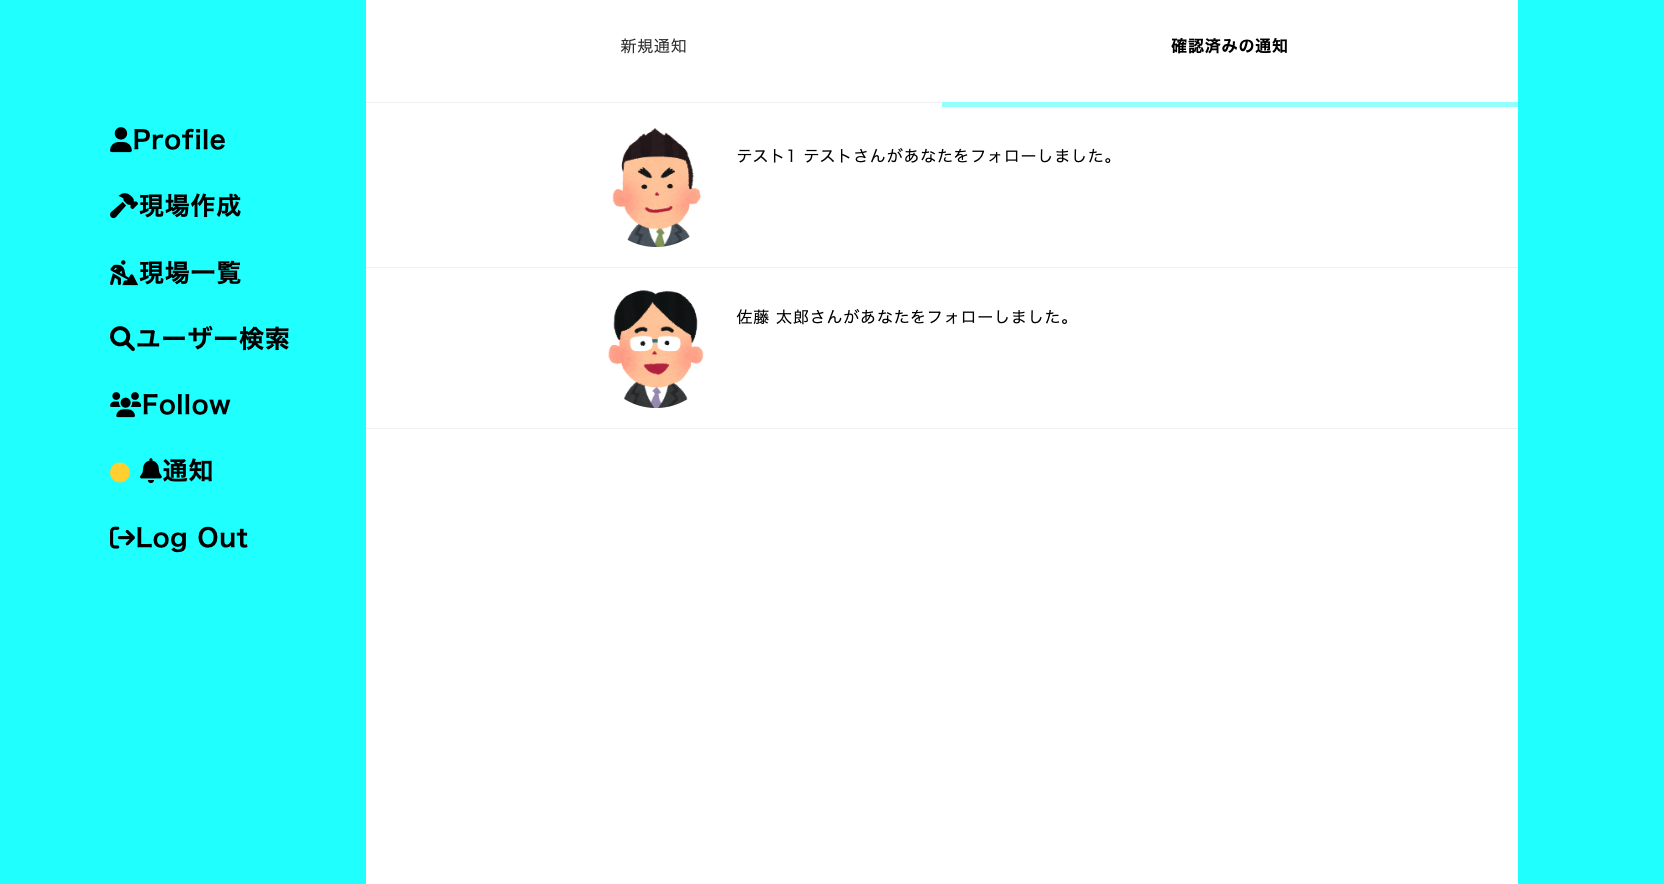 Profile
現場作成
現場一覧
ユーザー検索
Follow
通知
Log Out
新規通知
確認済みの通知
テスト1 テストさんがあなたをフォローしました。
佐藤 太郎さんがあなたをフォローしました。